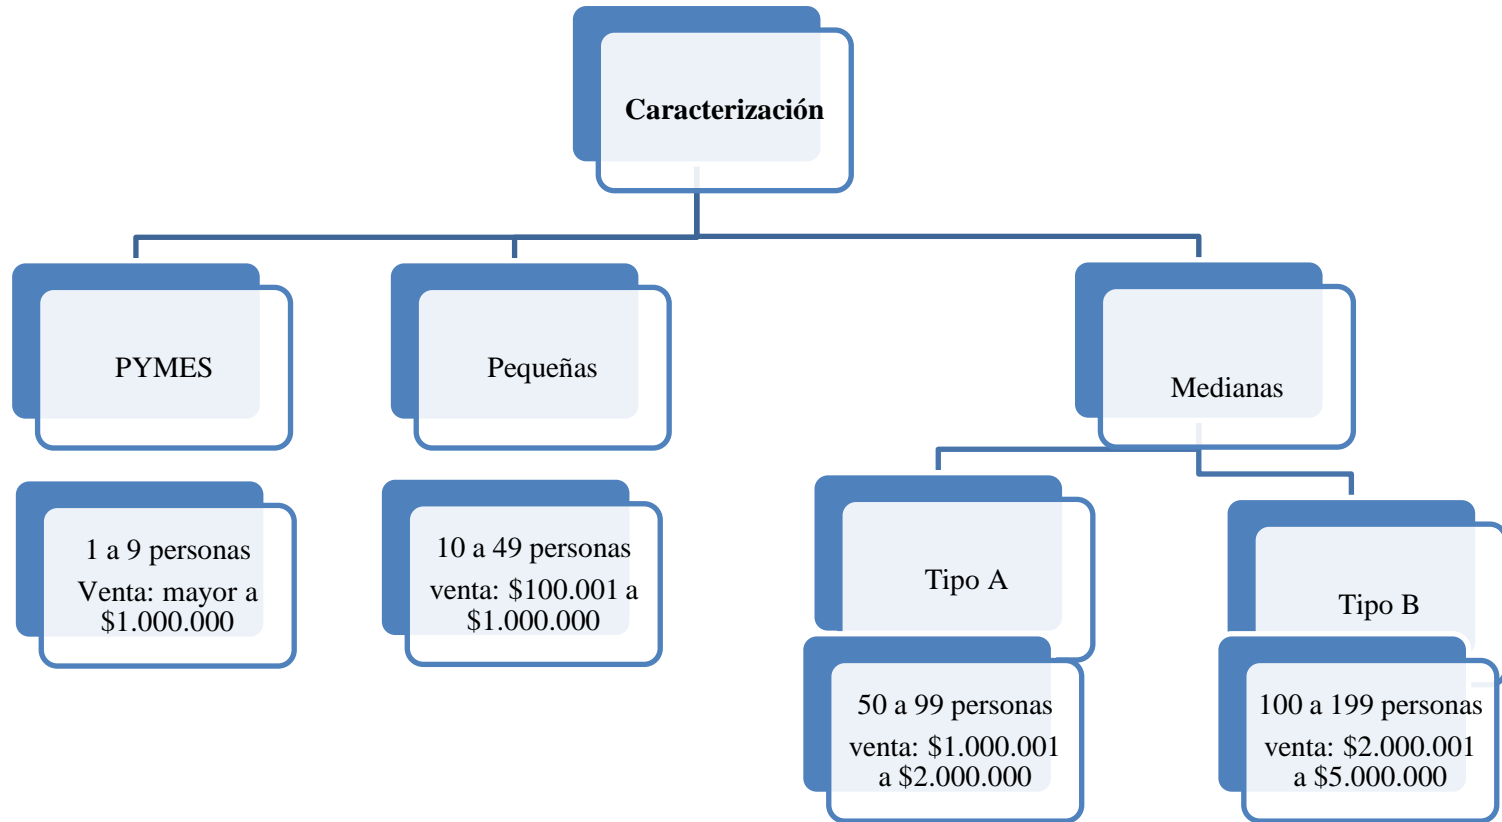 Caracterización
PYMES
Pequeñas
Medianas
1 a 9 personas
Venta: mayor a
$1.000.000
10 a 49 personas
venta: $100.001 a
$1.000.000
Tipo A
Tipo B
50 a 99 personas
venta: $1.000.001
a $2.000.000
100 a 199 personas
venta: $2.000.001
a $5.000.000